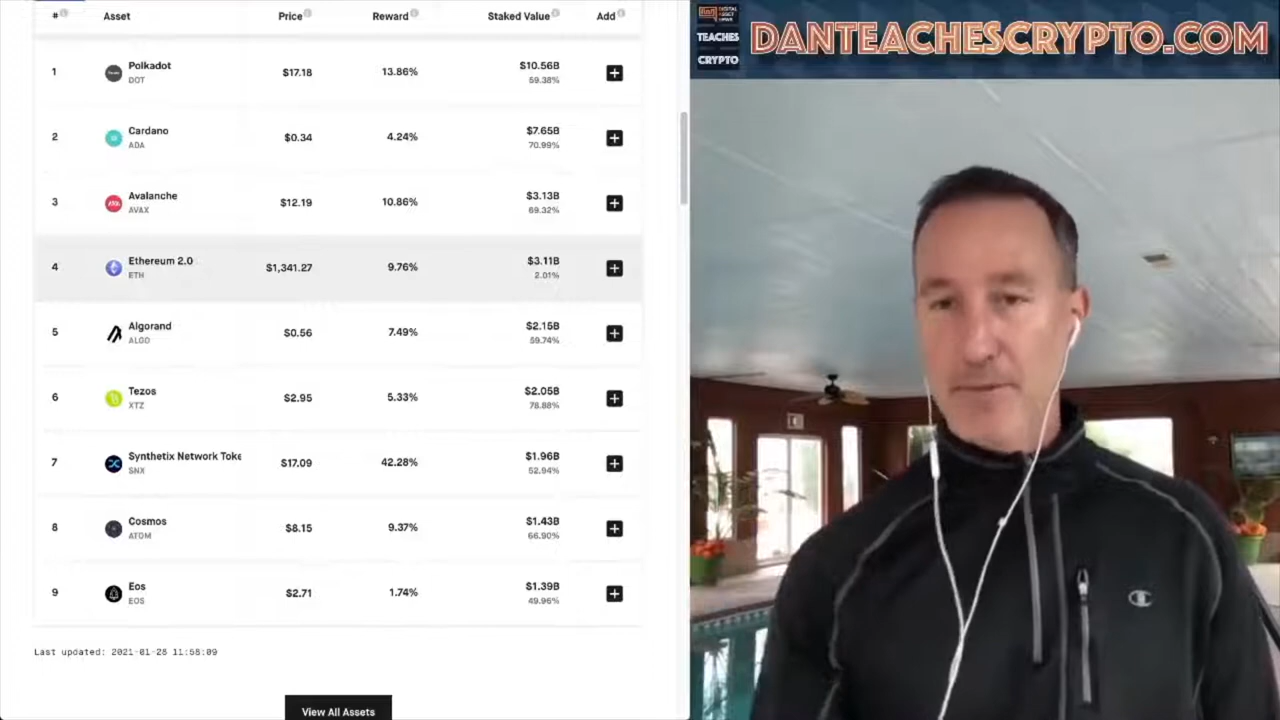 # Asset Price Reward Staked Value Add
1 Polkadot $17.18 13.86% $10.56B
DOT 59.38%
2 Cardano $0.34 4.24% $7.65B
ADA 70.99%
3 Avalanche $12.19 10.86% $3.13B
AVAX 69.32%
4 Ethereum 2.0 $1,341.27 9.76% $3.11B
ETH 2.01%
5 Algorand $0.56 7.49% $2.15B
ALGO 59.74%
6 Tezos $2.95 5.33% $2.05B
XTZ 78.88%
7 Synthetix Network Toke $17.09 42.28% $1.96B
SNX 52.94%
8 Cosmos $8.15 9.37% $1.43B
ATOM 66.90%
9 Eos $2.71 1.74% $1.39B
EOS 49.96%
Last updated: 2021-01-28 11:58:09
View All Assets
DIGITAL
ASSET
NEWS
TEACHES
CRYPTO
DANTEACHESCRYPTO.COM